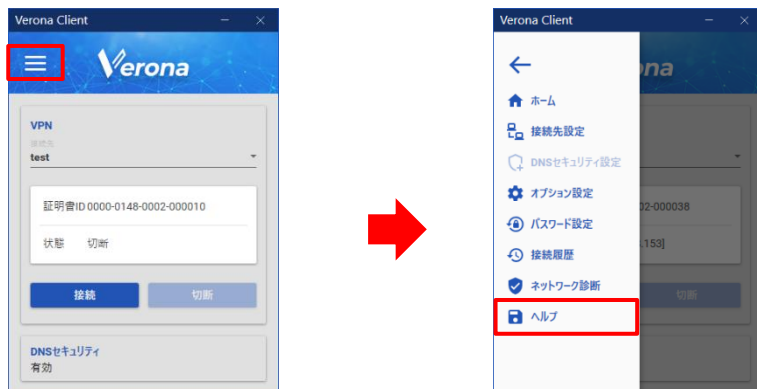 Verona Client
Verona
VPN
接続先
test
証明書ID 0000-0148-0002-000010
状態 切断
接続 切断
DNSセキュリティ
有効
Verona Client
na
ホーム
接続先設定
DNSセキュリティ設定
オプション設定
02-000038
パスワード設定
.153]
接続履歴
ネットワーク診断
切断
ヘルプ